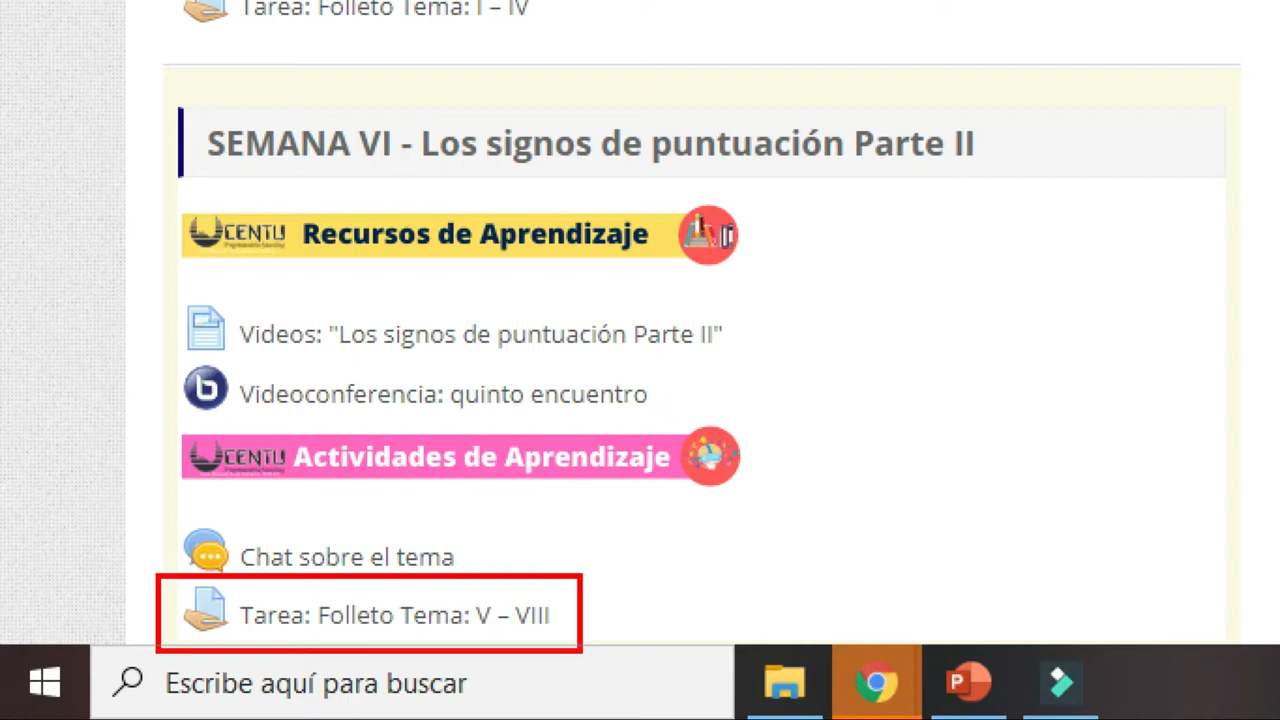 Tarea: Folleto Tema: I – IV
SEMANA VI - Los signos de puntuación Parte II
UCENTU Recursos de Aprendizaje
Videos: "Los signos de puntuación Parte II"
Videoconferencia: quinto encuentro
UCENTU Actividades de Aprendizaje
Chat sobre el tema
Tarea: Folleto Tema: V – VIII
Escribe aquí para buscar
P